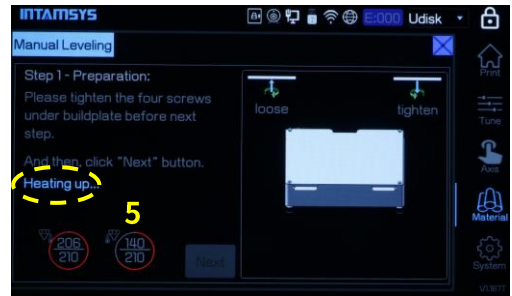 INTAMSYS
E:000 Udisk
Manual Leveling
Step 1 - Preparation:
Please tighten the four screws
under buildplate before next
step.
And then, click "Next" button.
Heating up...
5
206
210
140
210
Next
loose
tighten
Print
Tune
Axis
Material
System
V1.16TT